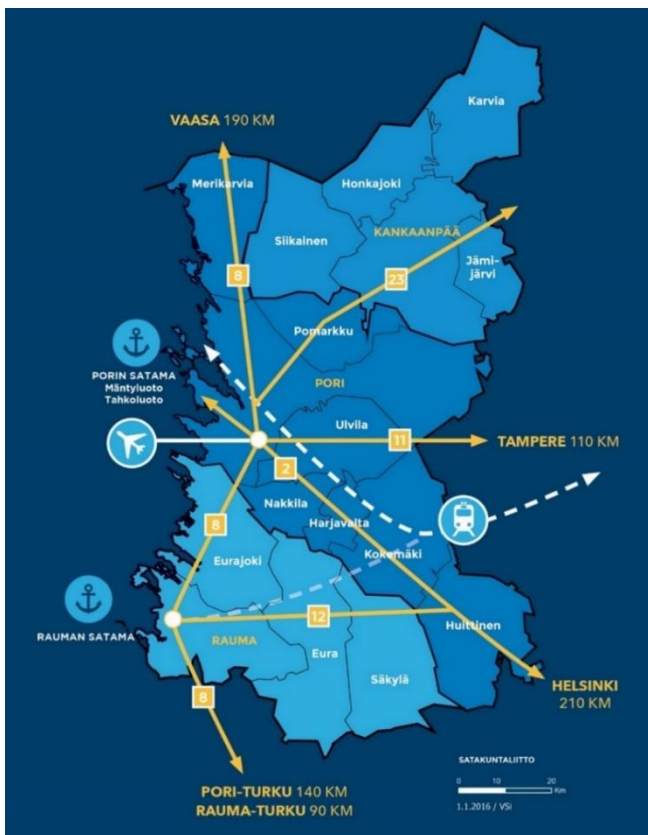 Karvia
VAASA 190 KM
Merikarvia
Honkajoki
KANKAANPÄÄ
Siikainen
Jämi-
järvi
8
23
Pomarkku
PORIN SATAMA
Mäntyluoto
Tahkoluoto
PORI
Ulvila
11
TAMPERE 110 KM
2
Nakkila
Harjavalta
8
Kokemäki
Eurajoki
12
RAUMAN SATAMA
RAUMA
Eura
Huittinen
Säkylä
8
HELSINKI
210 KM
PORI-TURKU 140 KM
RAUMA-TURKU 90 KM
SATAKUNTALIITTO
0 10 20
Km
1.1.2016 / VSi